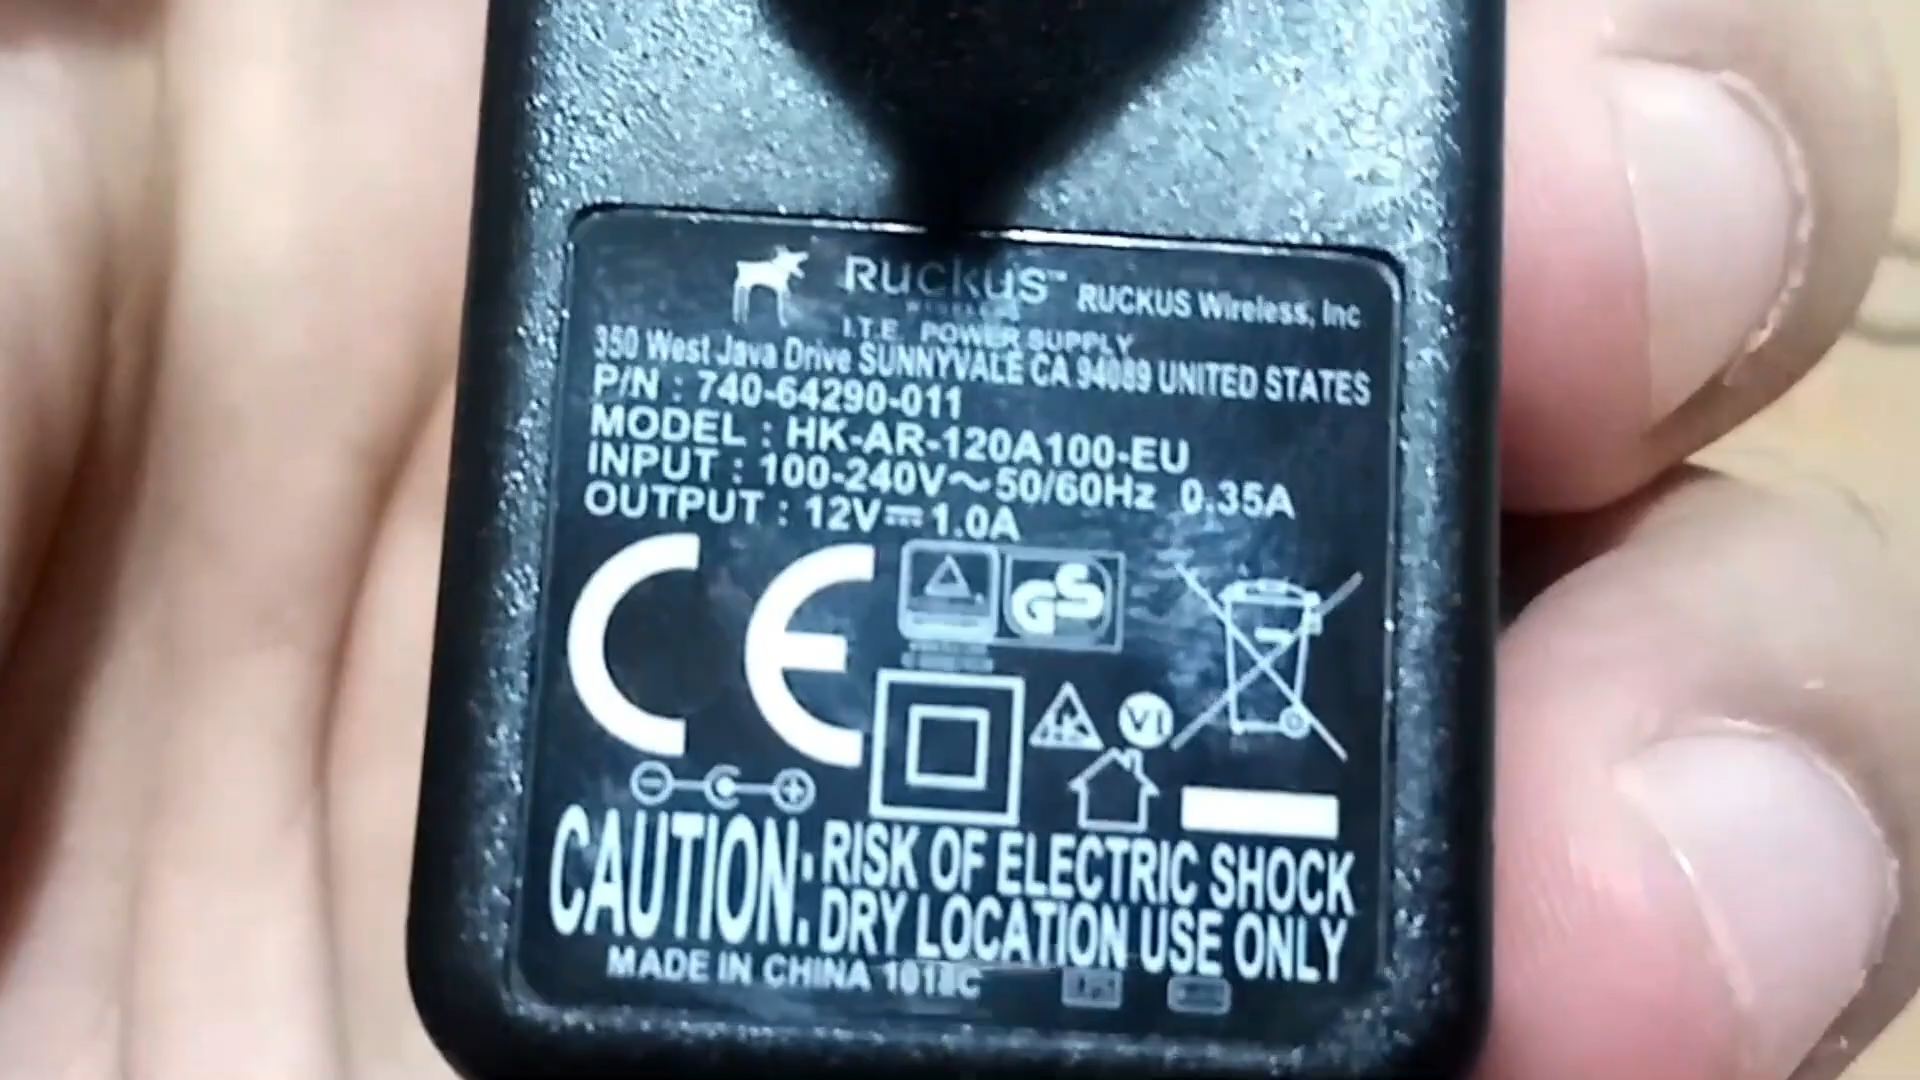 Ruckus™ RUCKUS Wireless, Inc
WIRELESS
I.T.E. POWER SUPPLY
350 West Java Drive SUNNYVALE CA 94089 UNITED STATES
P/N : 740-64290-011
MODEL : HK-AR-120A100-EU
INPUT : 100-240V~50/60Hz 0.35A
OUTPUT : 12V⎓1.0A
CE
GS
HK VI
CAUTION: RISK OF ELECTRIC SHOCK
DRY LOCATION USE ONLY
MADE IN CHINA